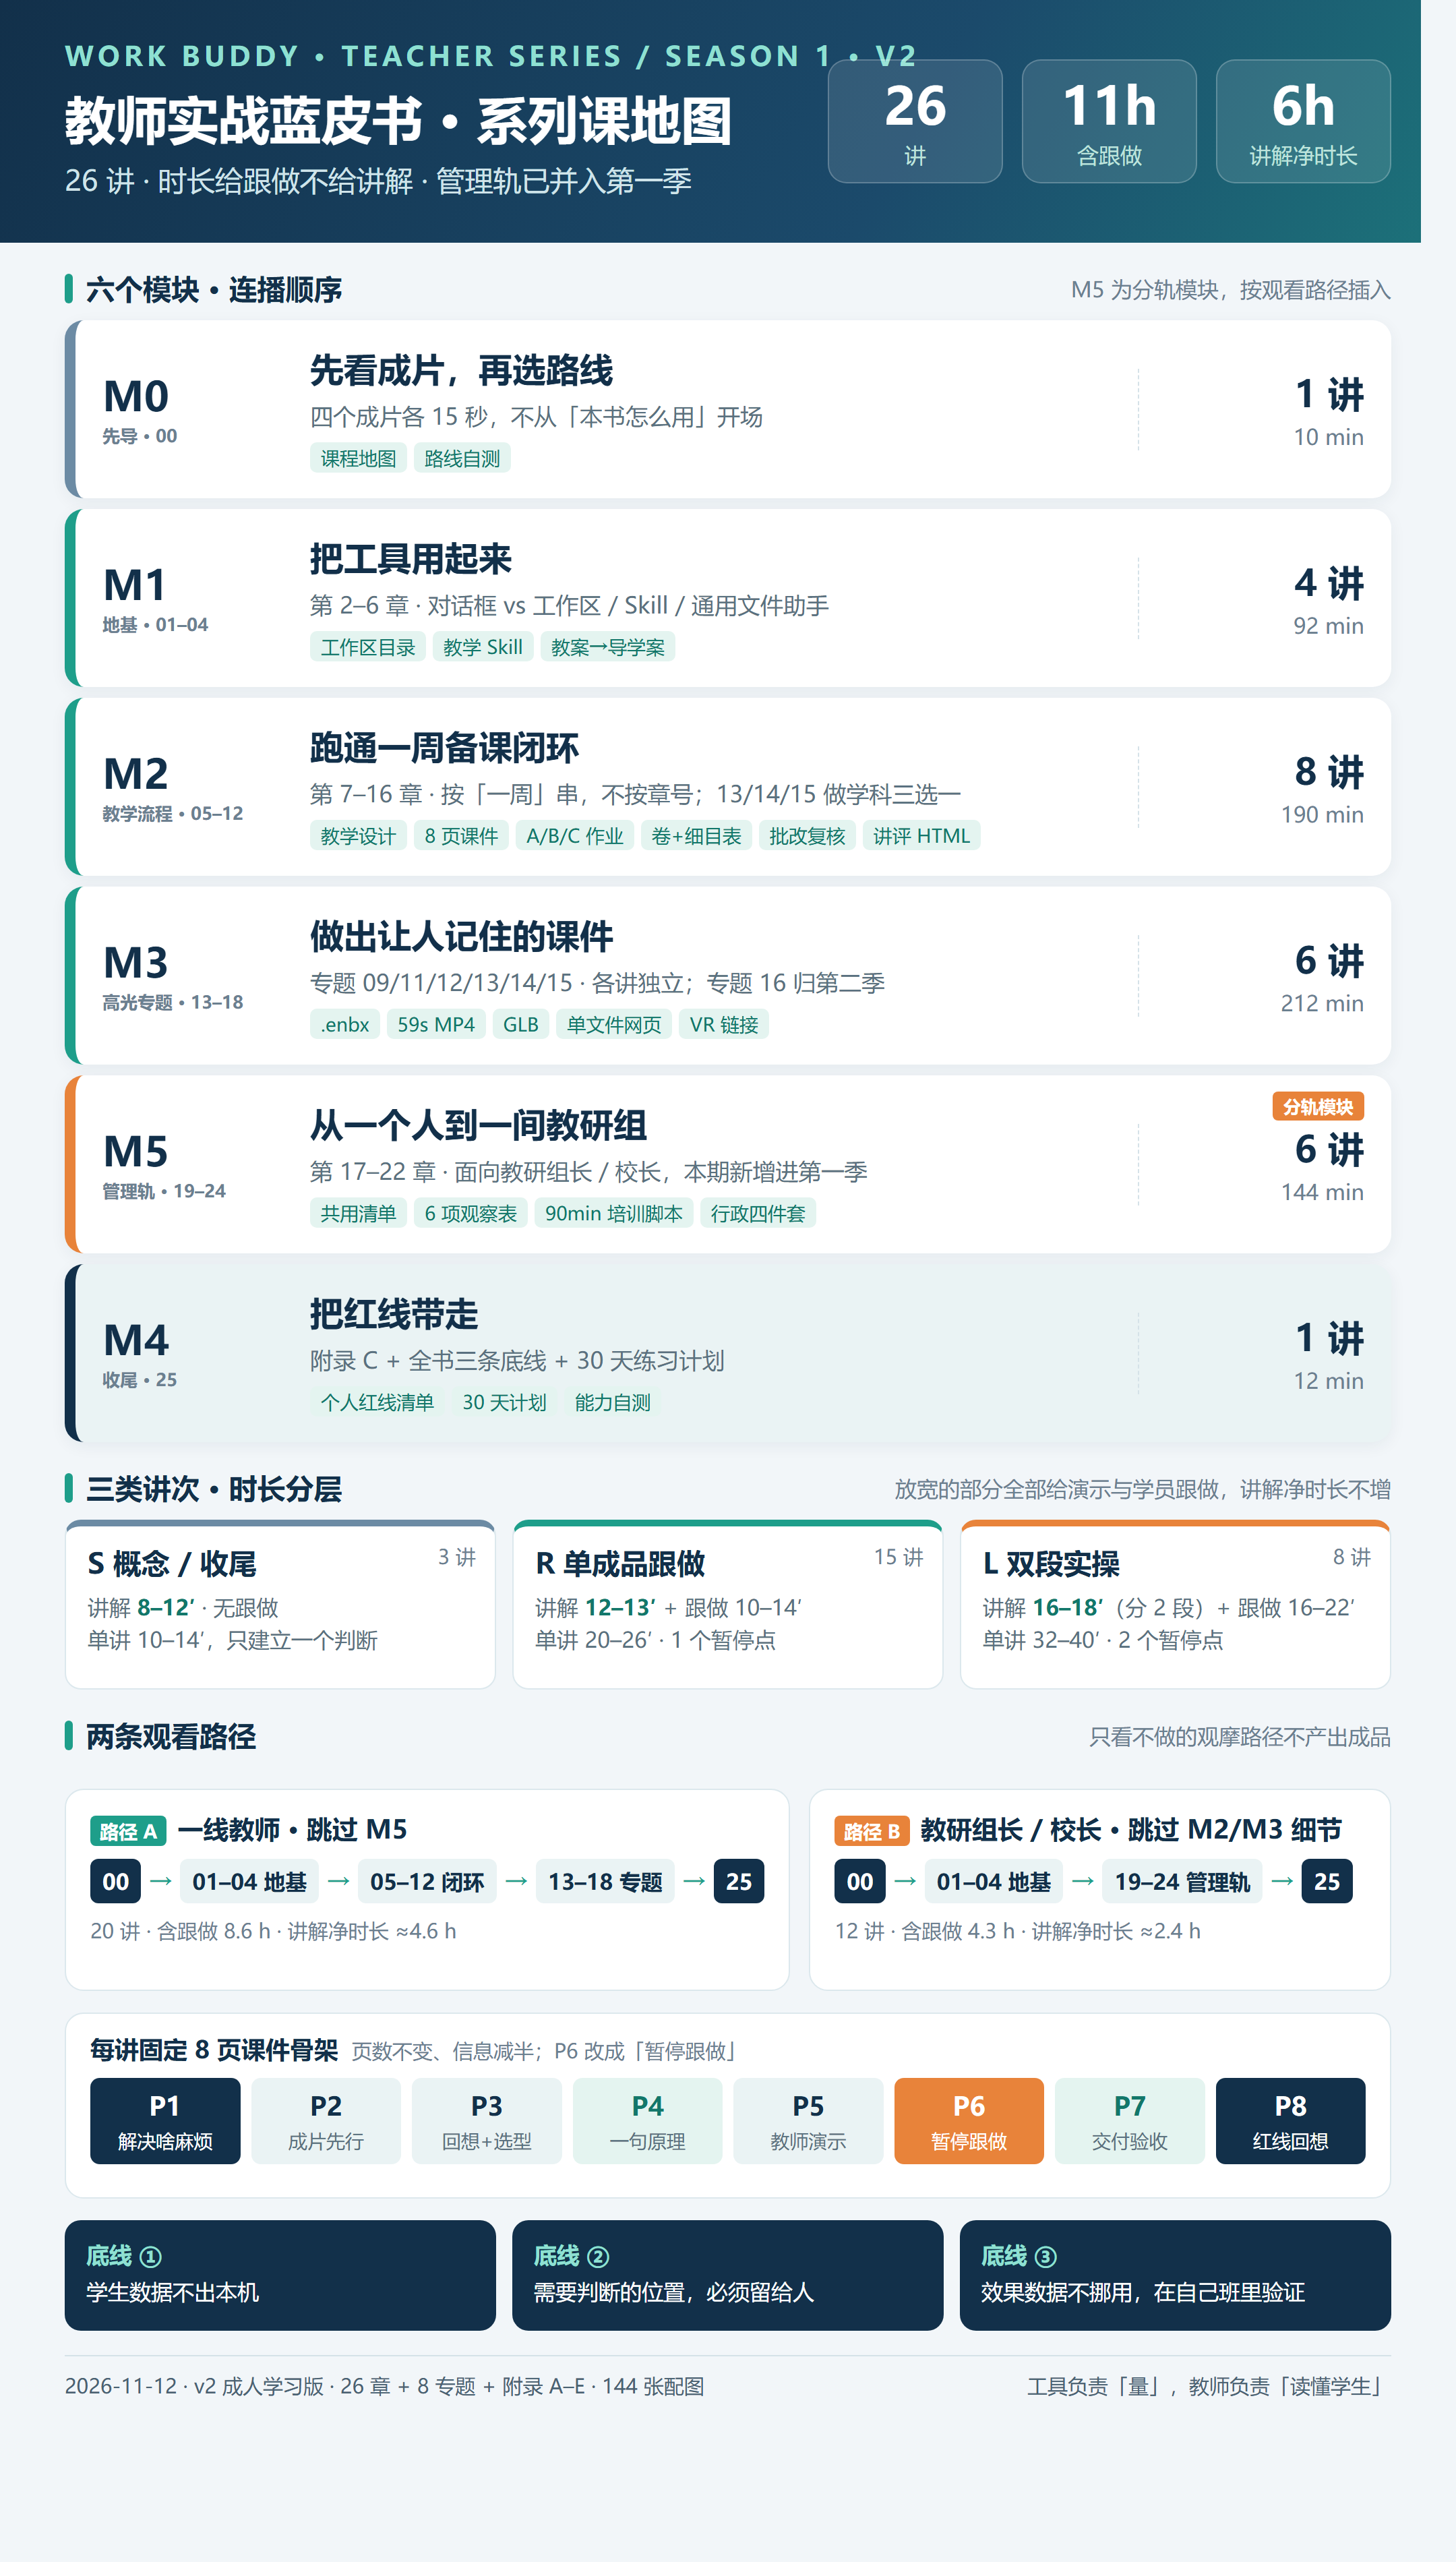 WORK BUDDY • TEACHER SERIES / SEASON 1 • V2
教师实战蓝皮书 • 系列课地图
26 讲 · 时长给跟做不给讲解 · 管理轨已并入第一季
26
讲
11h
含跟做
6h
讲解净时长
六个模块 • 连播顺序
M5 为分轨模块，按观看路径插入
M0
先导 • 00
先看成片，再选路线
四个成片各 15 秒，不从「本书怎么用」开场
课程地图 路线自测
1 讲
10 min
M1
地基 • 01–04
把工具用起来
第 2–6 章 · 对话框 vs 工作区 / Skill / 通用文件助手
工作区目录 教学 Skill 教案→导学案
4 讲
92 min
M2
教学流程 • 05–12
跑通一周备课闭环
第 7–16 章 · 按「一周」串，不按章号；13/14/15 做学科三选一
教学设计 8 页课件 A/B/C 作业 卷+细目表 批改复核 讲评 HTML
8 讲
190 min
M3
高光专题 • 13–18
做出让人记住的课件
专题 09/11/12/13/14/15 · 各讲独立；专题 16 归第二季
.enbx 59s MP4 GLB 单文件网页 VR 链接
6 讲
212 min
M5
管理轨 • 19–24
从一个人到一间教研组
第 17–22 章 · 面向教研组长 / 校长，本期新增进第一季
共用清单 6 项观察表 90min 培训脚本 行政四件套
分轨模块
6 讲
144 min
M4
收尾 • 25
把红线带走
附录 C + 全书三条底线 + 30 天练习计划
个人红线清单 30 天计划 能力自测
1 讲
12 min
三类讲次 • 时长分层
放宽的部分全部给演示与学员跟做，讲解净时长不增
S 概念 / 收尾
3 讲
讲解 8–12′ · 无跟做
单讲 10–14′，只建立一个判断
R 单成品跟做
15 讲
讲解 12–13′ + 跟做 10–14′
单讲 20–26′ · 1 个暂停点
L 双段实操
8 讲
讲解 16–18′（分 2 段）+ 跟做 16–22′
单讲 32–40′ · 2 个暂停点
两条观看路径
只看不做的观摩路径不产出成品
路径 A 一线教师 • 跳过 M5
00 → 01–04 地基 → 05–12 闭环 → 13–18 专题 → 25
20 讲 · 含跟做 8.6 h · 讲解净时长 ≈4.6 h
路径 B 教研组长 / 校长 • 跳过 M2/M3 细节
00 → 01–04 地基 → 19–24 管理轨 → 25
12 讲 · 含跟做 4.3 h · 讲解净时长 ≈2.4 h
每讲固定 8 页课件骨架 页数不变、信息减半；P6 改成「暂停跟做」
P1
解决啥麻烦
P2
成片先行
P3
回想+选型
P4
一句原理
P5
教师演示
P6
暂停跟做
P7
交付验收
P8
红线回想
底线 ①
学生数据不出本机
底线 ②
需要判断的位置，必须留给人
底线 ③
效果数据不挪用，在自己班里验证
2026-11-12 · v2 成人学习版 · 26 章 + 8 专题 + 附录 A–E · 144 张配图
工具负责「量」，教师负责「读懂学生」